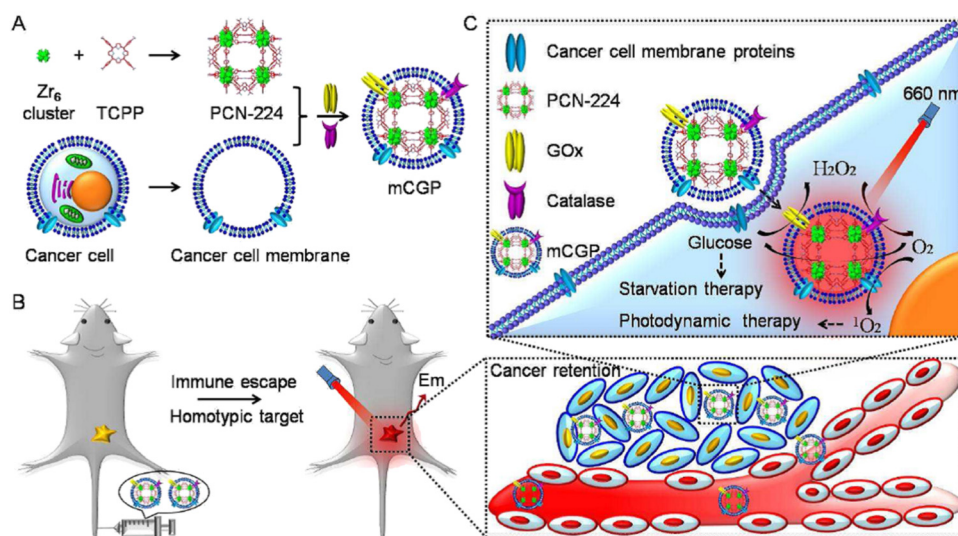 A
+
Zr6
cluster
TCPP
PCN-224
mCGP
Cancer cell
Cancer cell membrane
B
Immune escape
Homotypic target
Em
C
Cancer cell membrane proteins
PCN-224
GOx
Catalase
mCGP
660 nm
H2O2
Glucose
O2
Starvation therapy
Photodynamic therapy
1O2
Cancer retention